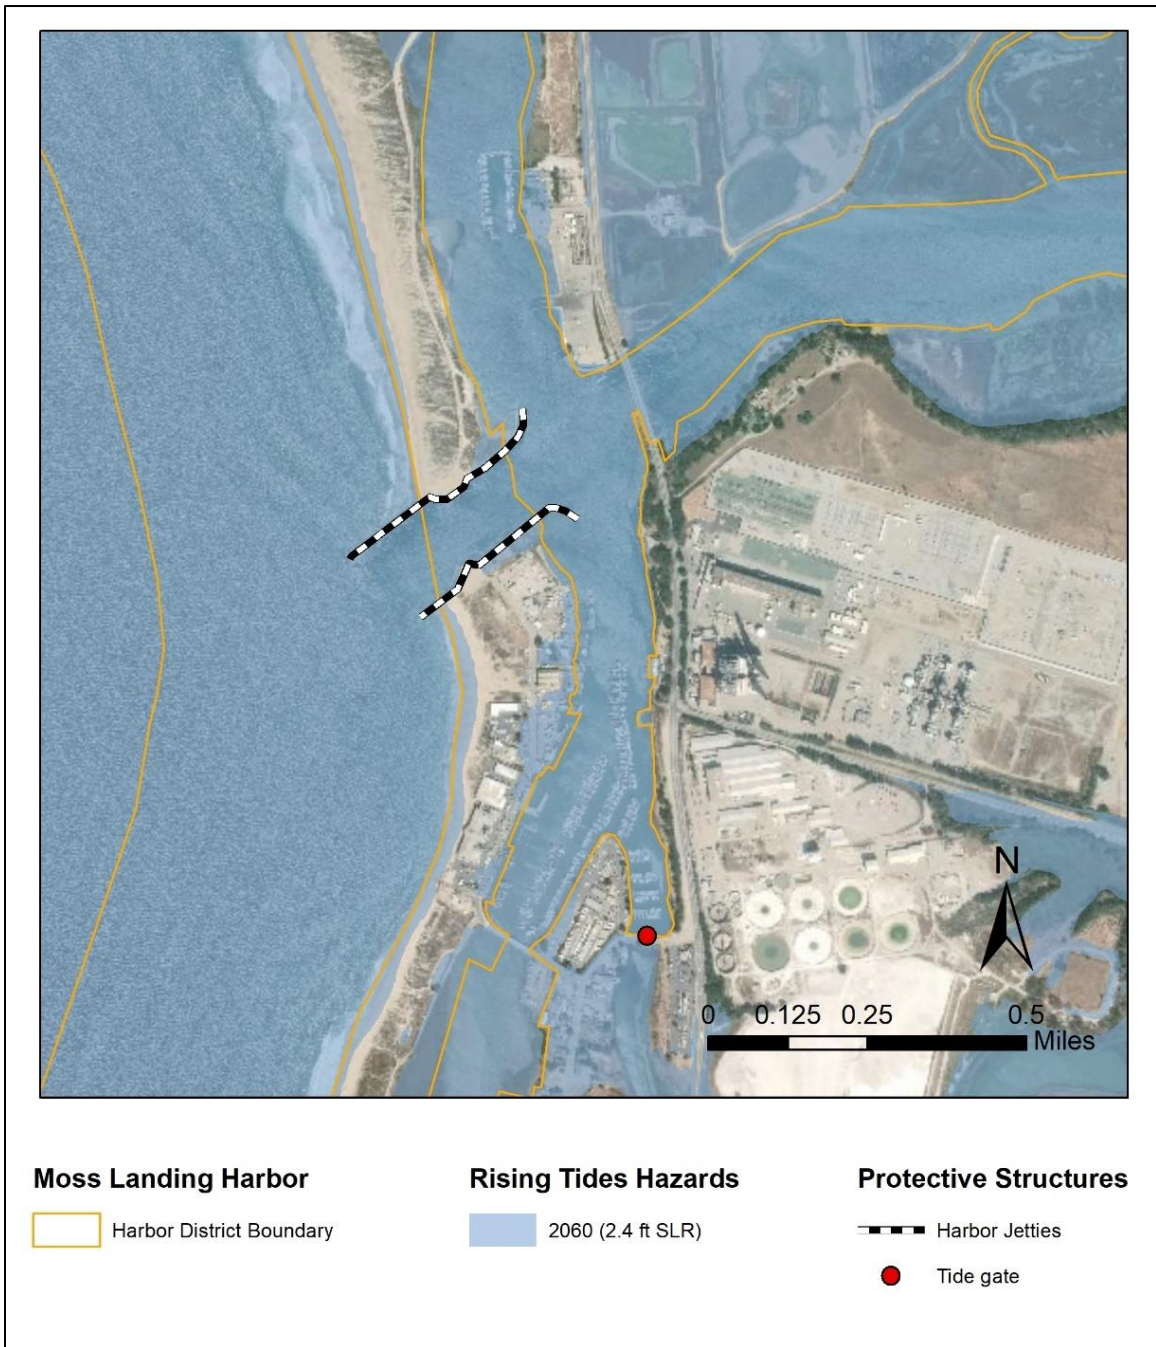 N
0 0.125 0.25 0.5
Miles
Moss Landing Harbor
Harbor District Boundary
Rising Tides Hazards
2060 (2.4 ft SLR)
Protective Structures
Harbor Jetties
Tide gate